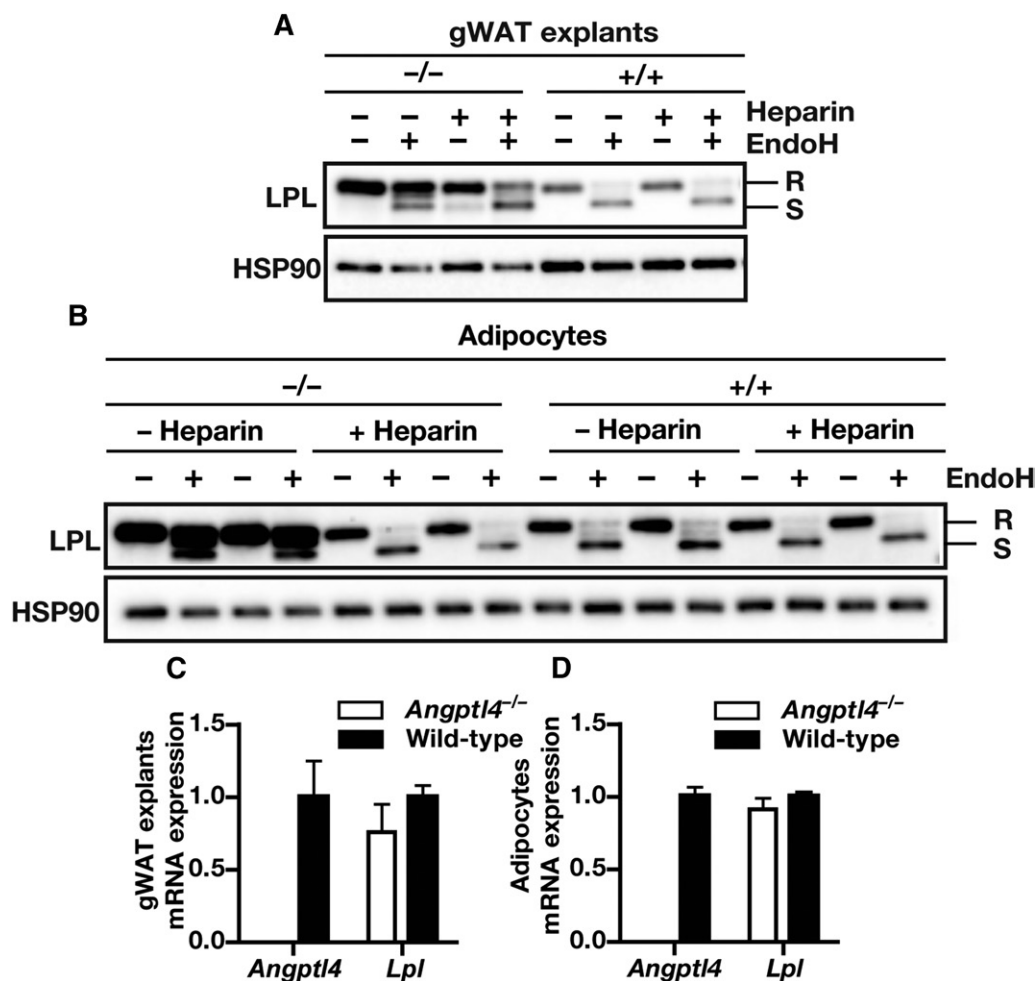 A
gWAT explants
–/– +/+
– – + + – – + + Heparin
– + – + – + – + EndoH
LPL R
S
HSP90
B
Adipocytes
–/– +/+
– Heparin + Heparin – Heparin + Heparin
– + – + – + – + – + – + – + – + EndoH
LPL R
S
HSP90
C
gWAT explants
mRNA expression
1.5
1.0
0.5
0.0
Angptl4–/–
Wild-type
Angptl4 Lpl
D
Adipocytes
mRNA expression
1.5
1.0
0.5
0.0
Angptl4–/–
Wild-type
Angptl4 Lpl